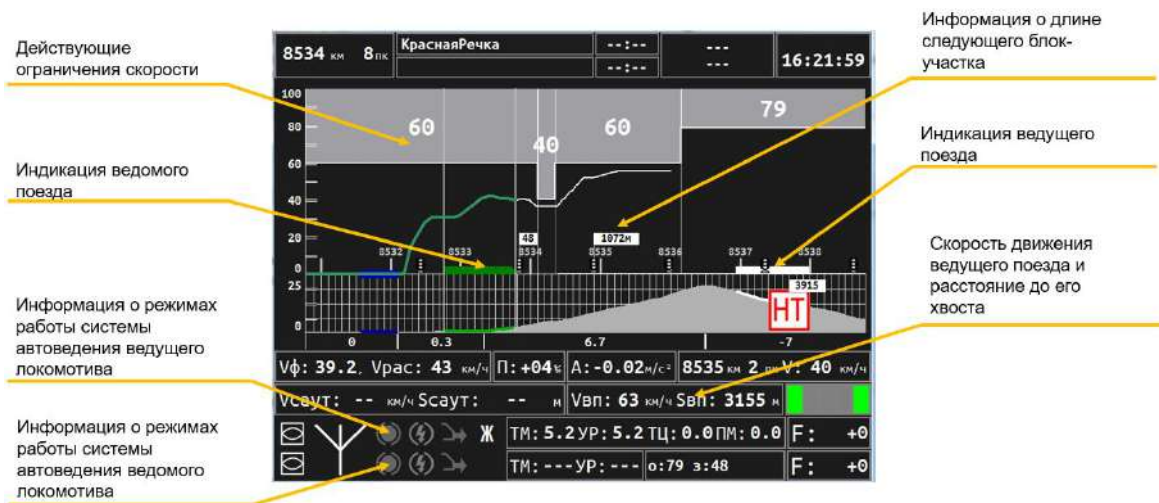 Действующие
ограничения скорости
Индикация ведомого
поезда
Информация о режимах
работы системы
автоведения ведущего
локомотива
Информация о режимах
работы системы
автоведения ведомого
локомотива
8534 км 8 пк
КраснаяРечка
--:--
--:--
---
---
16:21:59
100
80
60
40
20
0
25
0
60
40
60
79
48
1072м
8532
8533
8534
8535
8536
8537
8538
3915
НТ
0
0.3
6.7
-7
Vф: 39.2, Vрас: 43 км/ч
П:+04%
А:-0.02м/с²
8535 км 2 пк V: 40 км/ч
Vсаут: -- км/ч Sсаут: -- м
Vвп: 63 км/ч Sвп: 3155 м
Ж
ТМ:5.2 УР:5.2 ТЦ:0.0 ПМ:0.0
F: +0
ТМ:--- УР:---
о:79 з:48
F: +0
Информация о длине
следующего блок-
участка
Индикация ведущего
поезда
Скорость движения
ведущего поезда и
расстояние до его
хвоста